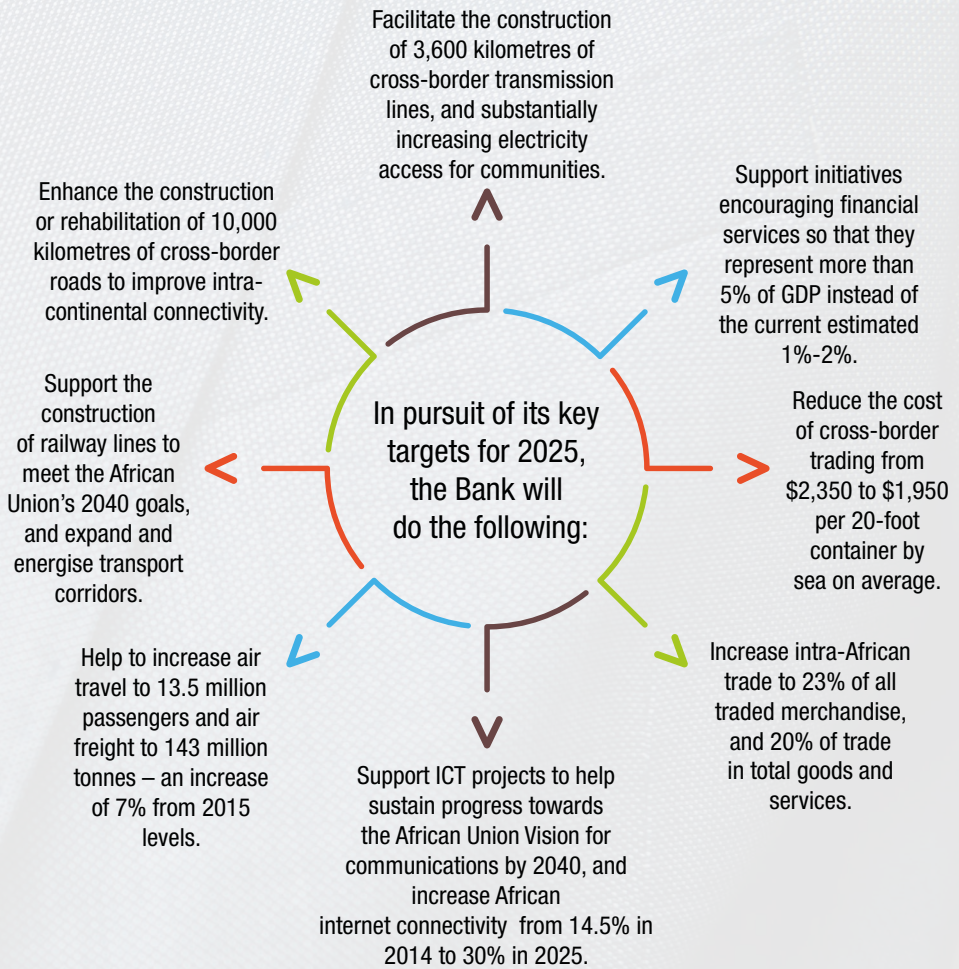 In pursuit of its key
targets for 2025,
the Bank will
do the following:
Facilitate the construction
of 3,600 kilometres of
cross-border transmission
lines, and substantially
increasing electricity
access for communities.
Support initiatives
encouraging financial
services so that they
represent more than
5% of GDP instead of
the current estimated
1%-2%.
Reduce the cost
of cross-border
trading from
$2,350 to $1,950
per 20-foot
container by
sea on average.
Increase intra-African
trade to 23% of all
traded merchandise,
and 20% of trade
in total goods and
services.
Support ICT projects to help
sustain progress towards
the African Union Vision for
communications by 2040, and
increase African
internet connectivity from 14.5% in
2014 to 30% in 2025.
Help to increase air
travel to 13.5 million
passengers and air
freight to 143 million
tonnes – an increase
of 7% from 2015
levels.
Support the
construction
of railway lines to
meet the African
Union’s 2040 goals,
and expand and
energise transport
corridors.
Enhance the construction
or rehabilitation of 10,000
kilometres of cross-border
roads to improve intra-
continental connectivity.